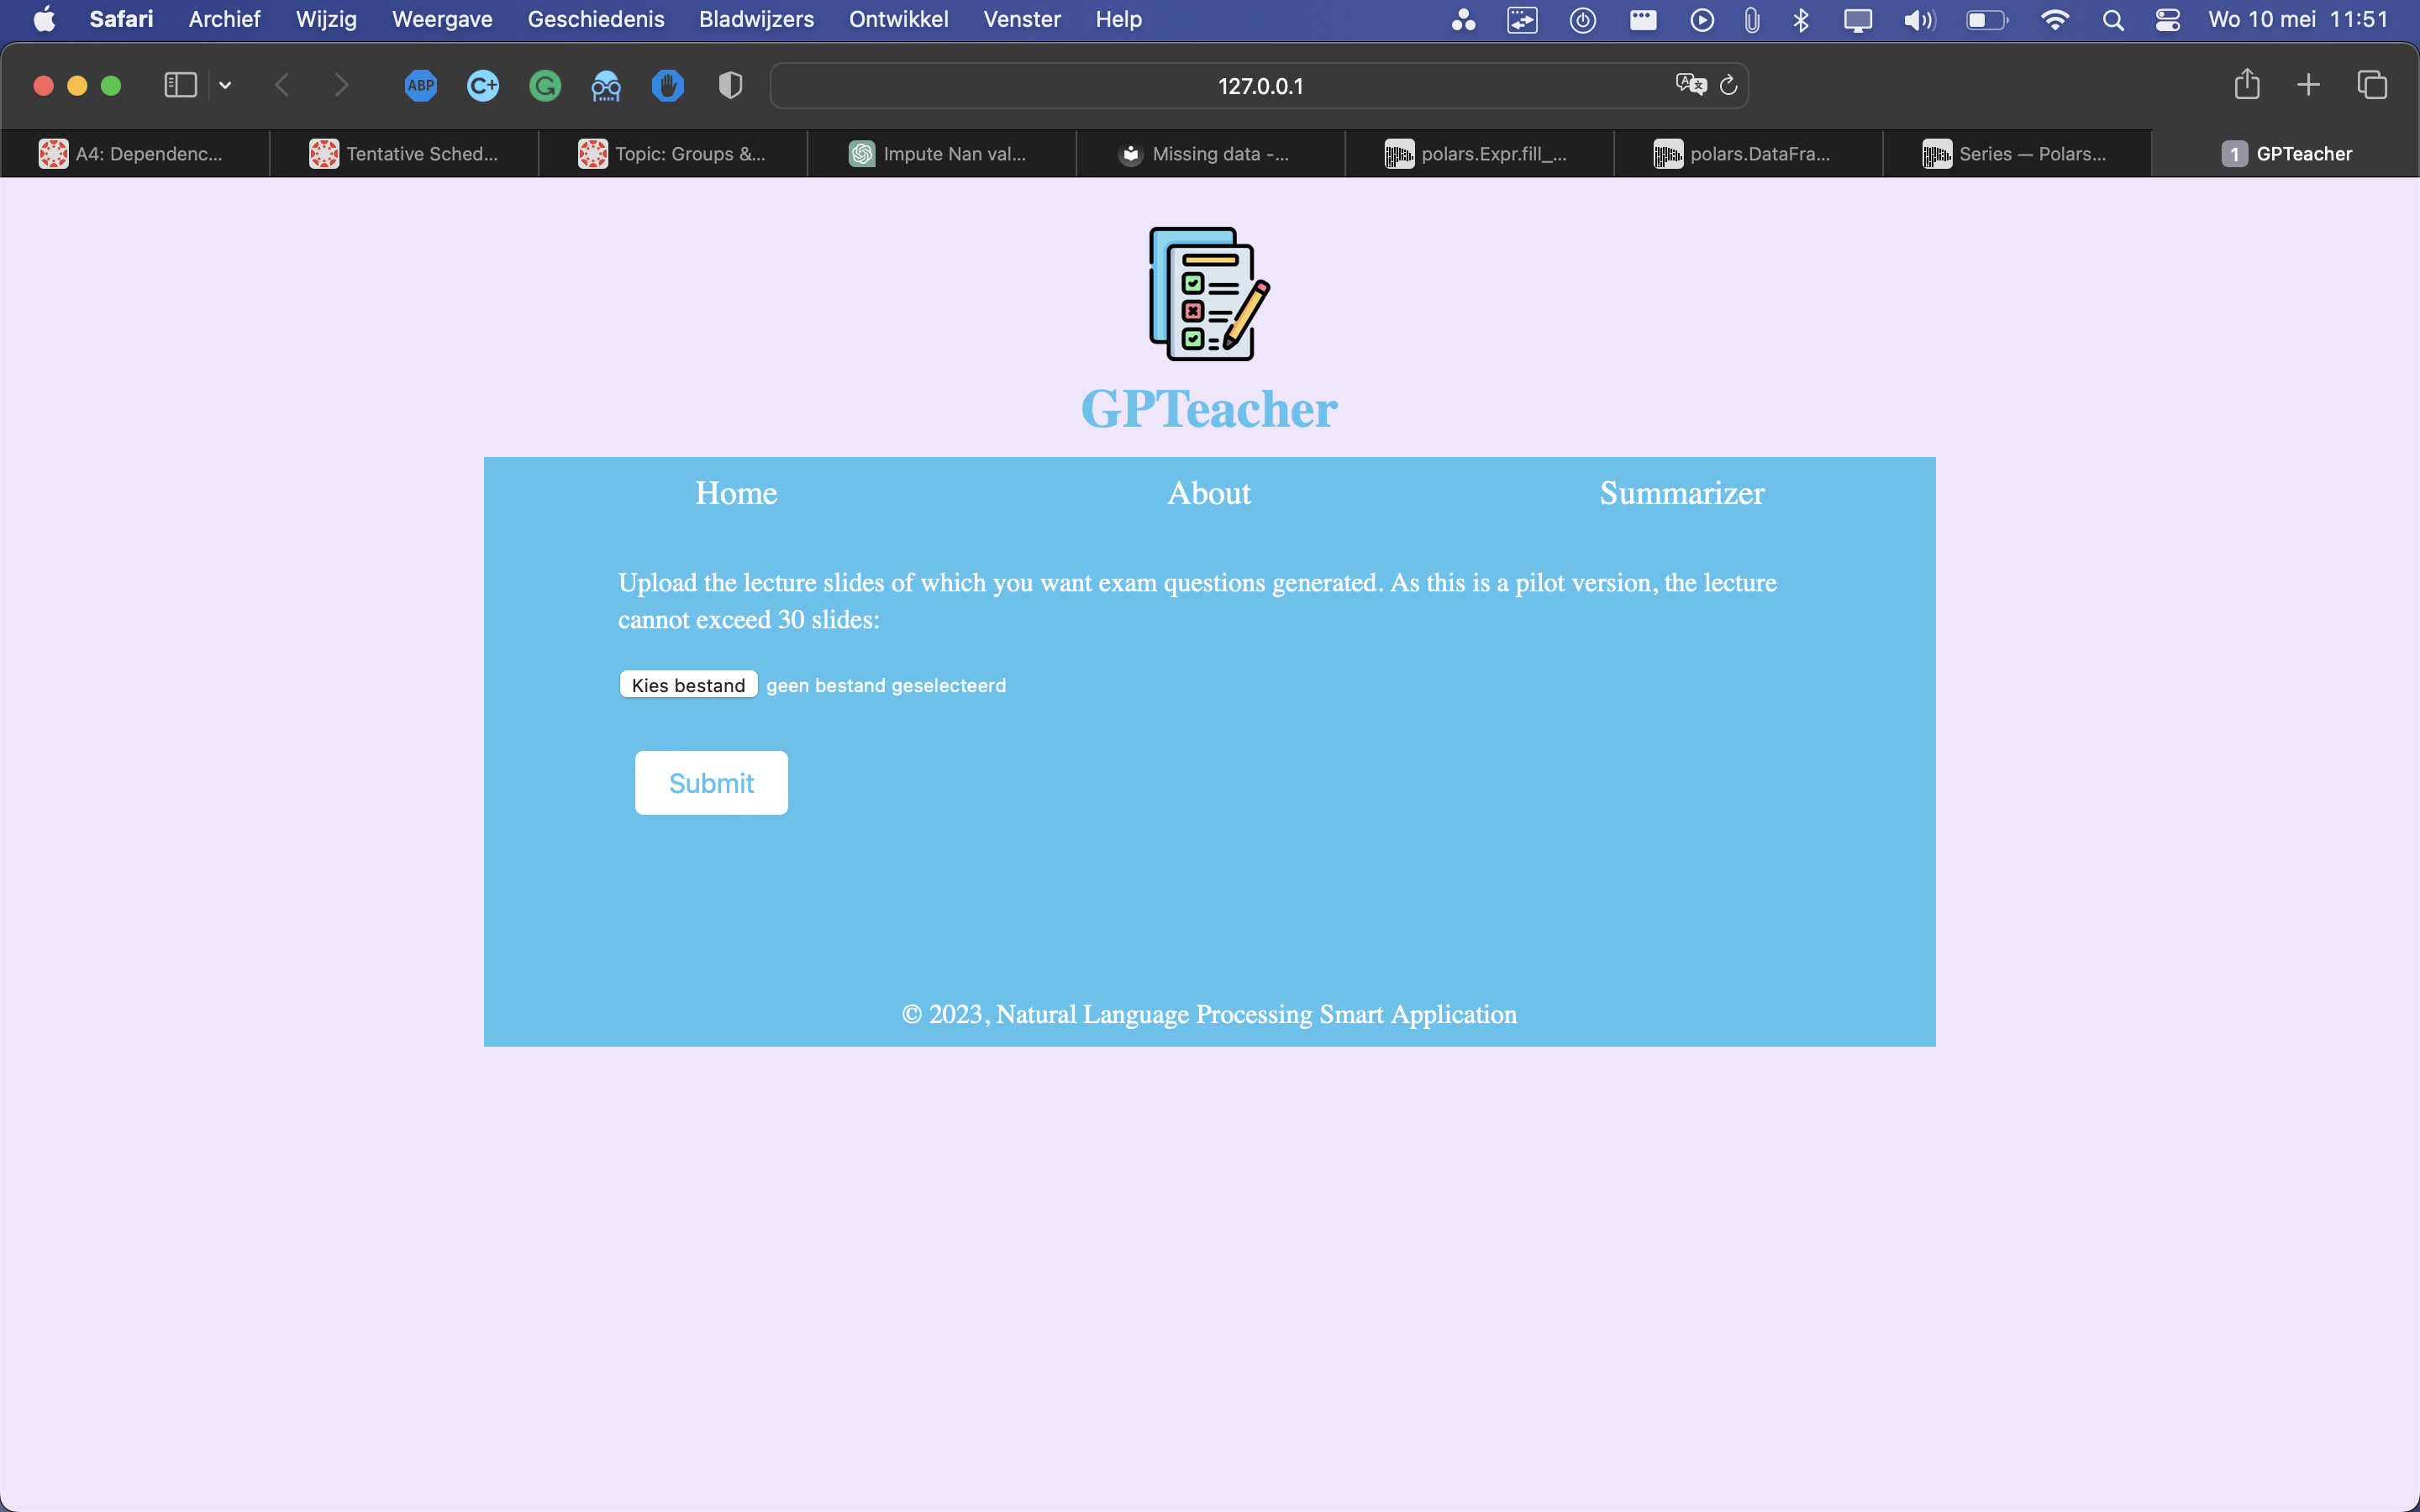 Safari Archief Wijzig Weergave Geschiedenis Bladwijzers Ontwikkel Venster Help Wo 10 mei 11:51
ABP C+ 127.0.0.1
A4: Dependenc... Tentative Sched... Topic: Groups &... Impute Nan val... Missing data -... polars.Expr.fill_... polars.DataFra... Series — Polars... 1 GPTeacher
GPTeacher
Home About Summarizer
Upload the lecture slides of which you want exam questions generated. As this is a pilot version, the lecture
cannot exceed 30 slides:
Kies bestand geen bestand geselecteerd
Submit
© 2023, Natural Language Processing Smart Application